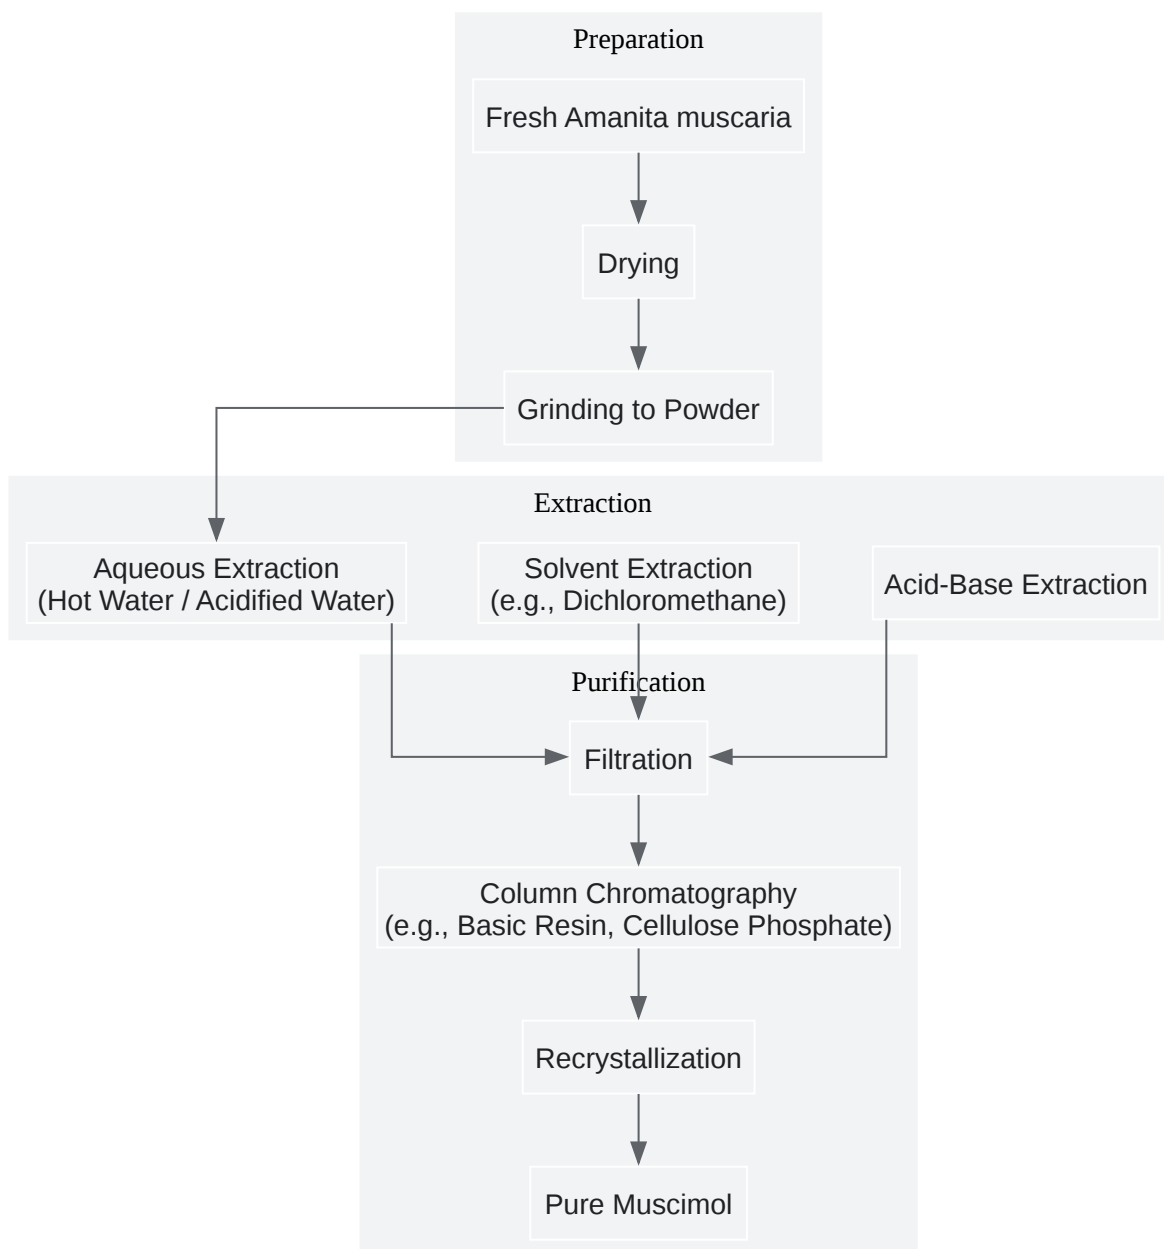 Preparation
Fresh Amanita muscaria
Drying
Grinding to Powder
Extraction
Aqueous Extraction
(Hot Water / Acidified Water)
Solvent Extraction
(e.g., Dichloromethane)
Acid-Base Extraction
Purification
Filtration
Column Chromatography
(e.g., Basic Resin, Cellulose Phosphate)
Recrystallization
Pure Muscimol